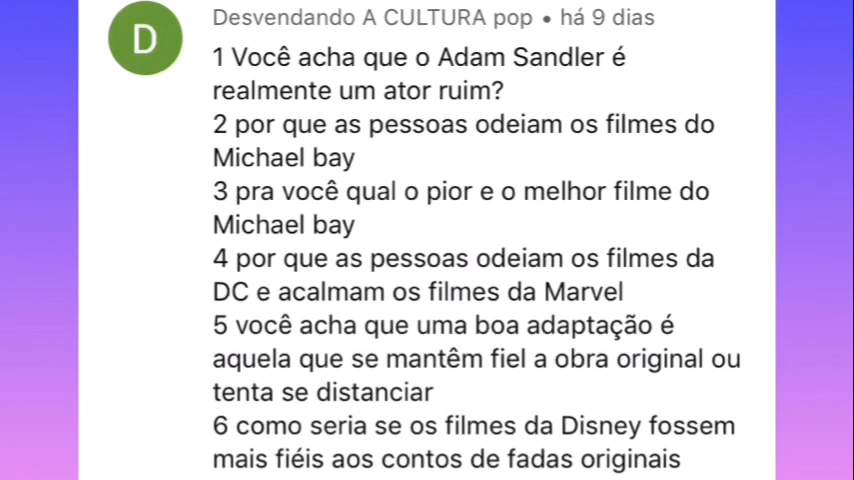 D
Desvendando A CULTURA pop • há 9 dias
1 Você acha que o Adam Sandler é
realmente um ator ruim?
2 por que as pessoas odeiam os filmes do
Michael bay
3 pra você qual o pior e o melhor filme do
Michael bay
4 por que as pessoas odeiam os filmes da
DC e acalmam os filmes da Marvel
5 você acha que uma boa adaptação é
aquela que se mantêm fiel a obra original ou
tenta se distanciar
6 como seria se os filmes da Disney fossem
mais fiéis aos contos de fadas originais